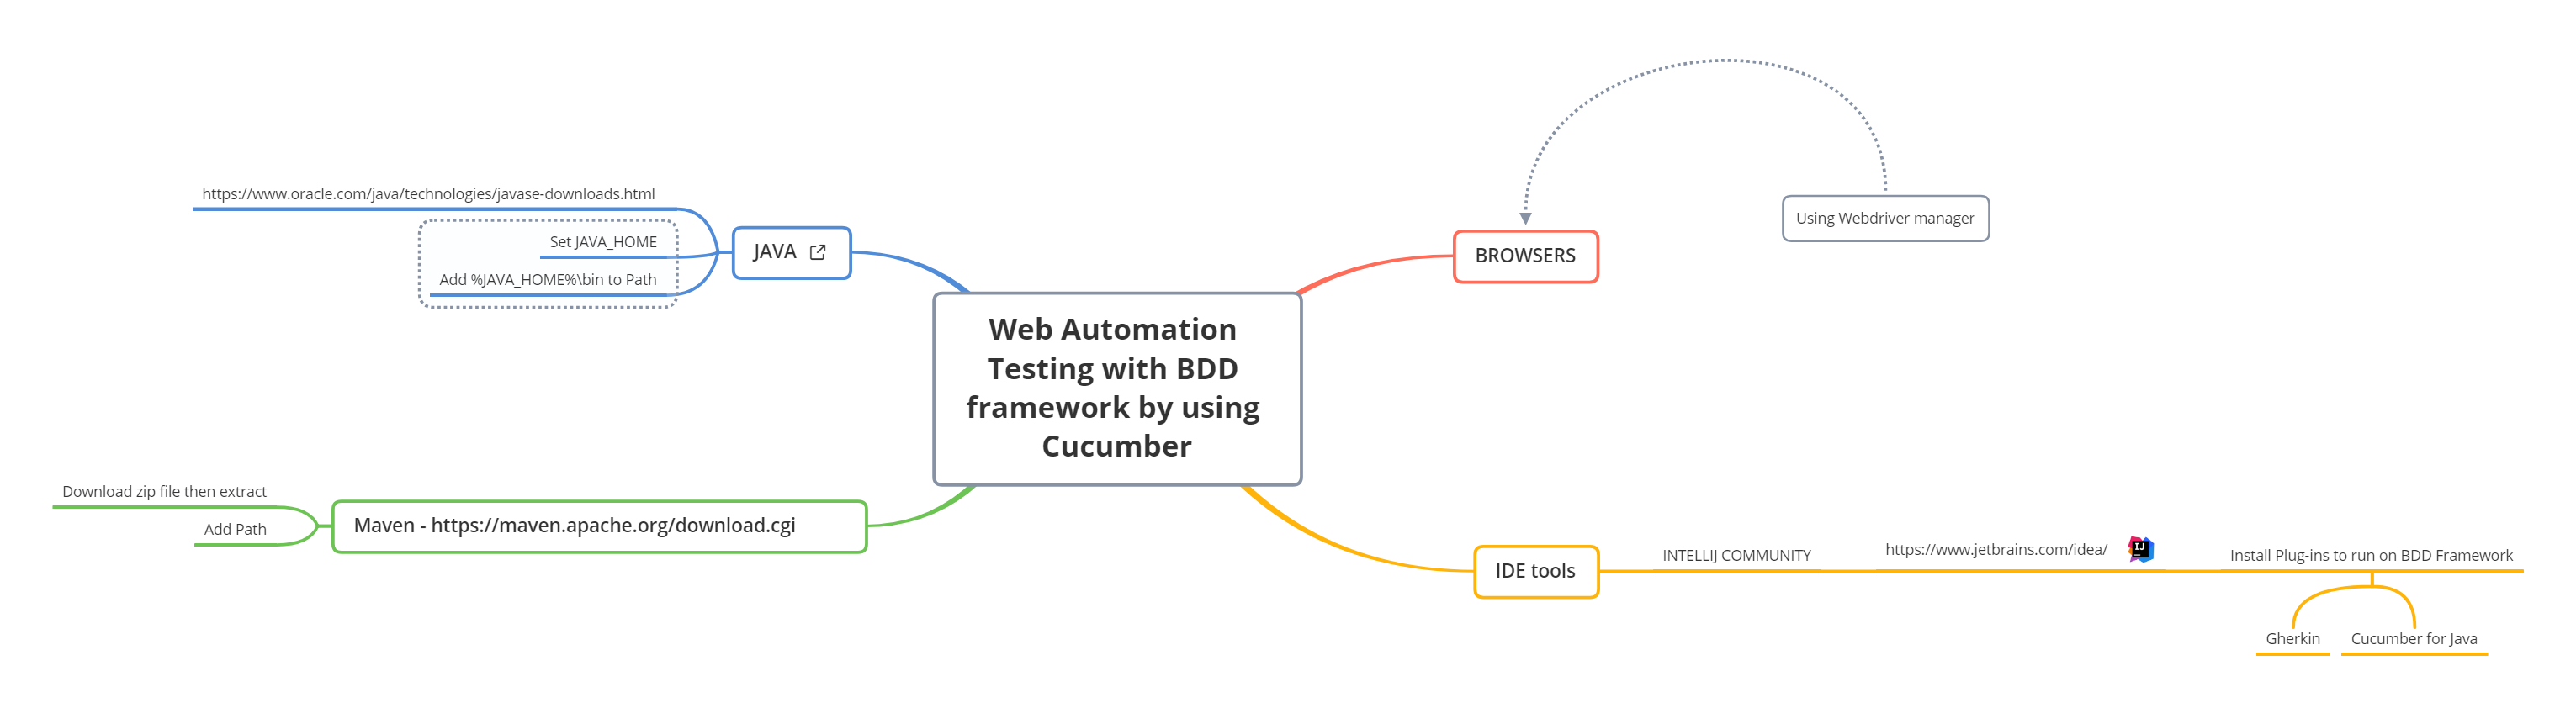 https://www.oracle.com/java/technologies/javase-downloads.html
Set JAVA_HOME
Add %JAVA_HOME%\bin to Path
JAVA
Using Webdriver manager
BROWSERS
Web Automation
Testing with BDD
framework by using
Cucumber
Download zip file then extract
Add Path
Maven - https://maven.apache.org/download.cgi
IDE tools
INTELLIJ COMMUNITY
https://www.jetbrains.com/idea/
IJ
Install Plug-ins to run on BDD Framework
Gherkin
Cucumber for Java